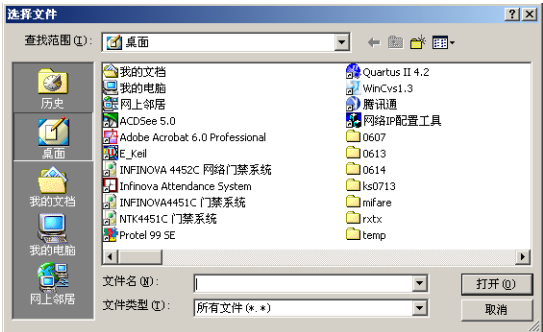 选择文件
查找范围(I):
桌面
历史
桌面
我的文档
我的电脑
网上邻居
我的文档
我的电脑
网上邻居
ACDSee 5.0
Adobe Acrobat 6.0 Professional
E_Keil
INFINOVA 4452C 网络门禁系统
Infinova Attendance System
INFINOVA4451C 门禁系统
NTK4451C 门禁系统
Protel 99 SE
Quartus II 4.2
WinCvs1.3
腾讯通
网络IP配置工具
0607
0613
0614
ks0713
mifare
rxtx
temp
文件名(N):
打开(O)
文件类型(T):
所有文件(*.*)
取消